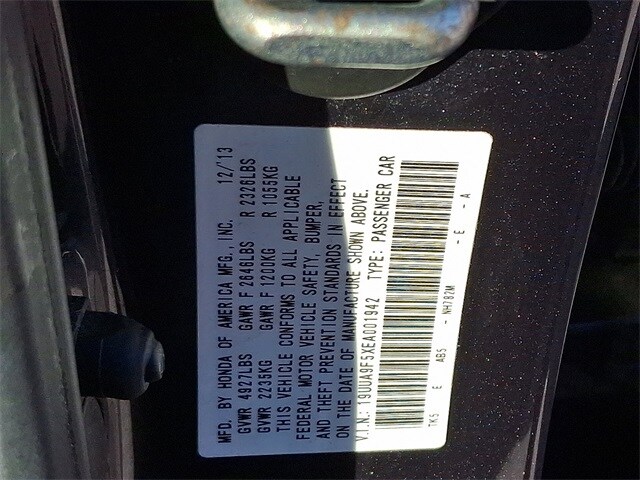 MFD. BY HONDA OF AMERICA MFG., INC. 12/13
GVWR 4927LBS GAWR F 2646LBS R 2326LBS
GVWR 2235KG GAWR F 1200KG R 1055KG
THIS VEHICLE CONFORMS TO ALL APPLICABLE
FEDERAL MOTOR VEHICLE SAFETY, BUMPER,
AND THEFT PREVENTION STANDARDS IN EFFECT
ON THE DATE OF MANUFACTURE SHOWN ABOVE.
V.I.N.: 19UUA9F5XEA001942 TYPE: PASSENGER CAR
TK5 E AB5 - NH782M - E - A